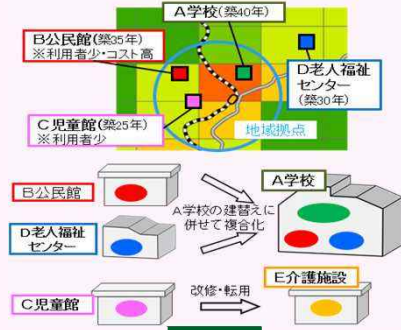 A学校(築40年)
B公民館(築35年)
※利用者少・コスト高
D老人福祉
センター
(築30年)
C児童館(築25年)
※利用者少
地域拠点
B公民館
A学校
D老人福祉
センター
A学校の建替えに
併せて複合化
C児童館
改修・転用
E介護施設